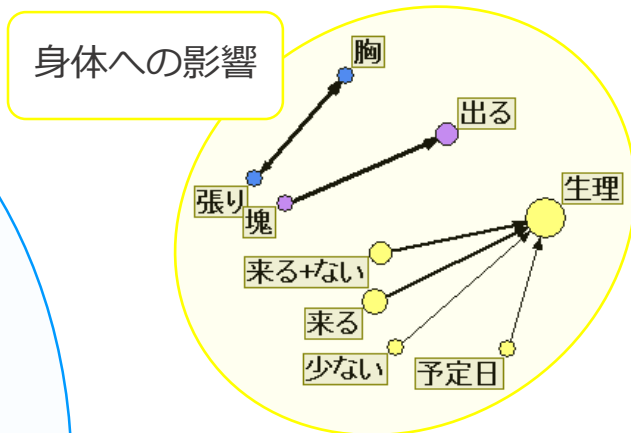 身体への影響
胸
出る
張り
塊
生理
来る+ない
来る
少ない
予定日